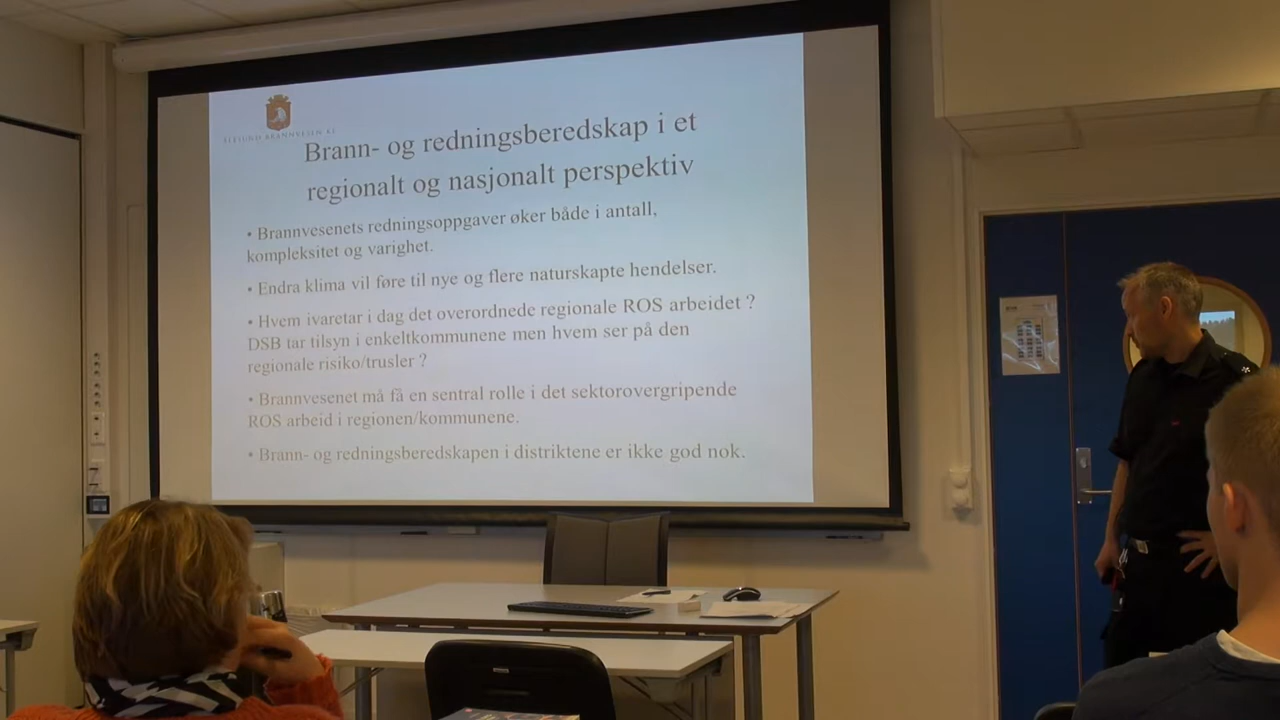 ÅLESUND BRANNVESEN KF
Brann- og redningsberedskap i et
regionalt og nasjonalt perspektiv
• Brannvesenets redningsoppgaver øker både i antall,
kompleksitet og varighet.
• Endra klima vil føre til nye og flere naturskapte hendelser.
• Hvem ivaretar i dag det overordnede regionale ROS arbeidet ?
DSB tar tilsyn i enkeltkommunene men hvem ser på den
regionale risiko/trusler ?
• Brannvesenet må få en sentral rolle i det sektorovergripende
ROS arbeid i regionen/kommunene.
• Brann- og redningsberedskapen i distriktene er ikke god nok.